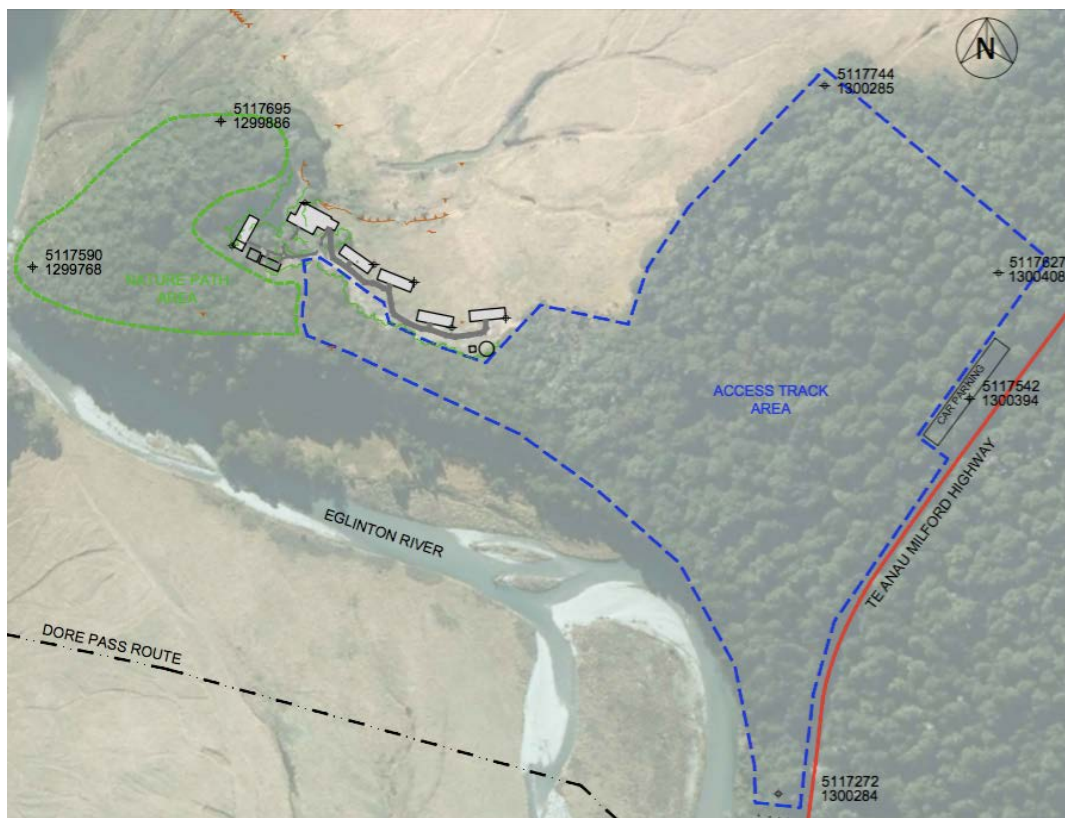 N
5117744
1300285
5117695
1299886
5117590
1299768
NATURE PATH
AREA
5117627
1300408
ACCESS TRACK
AREA
CAR PARKING
5117542
1300394
TE ANAU MILFORD HIGHWAY
EGLINTON RIVER
DORE PASS ROUTE
5117272
1300284